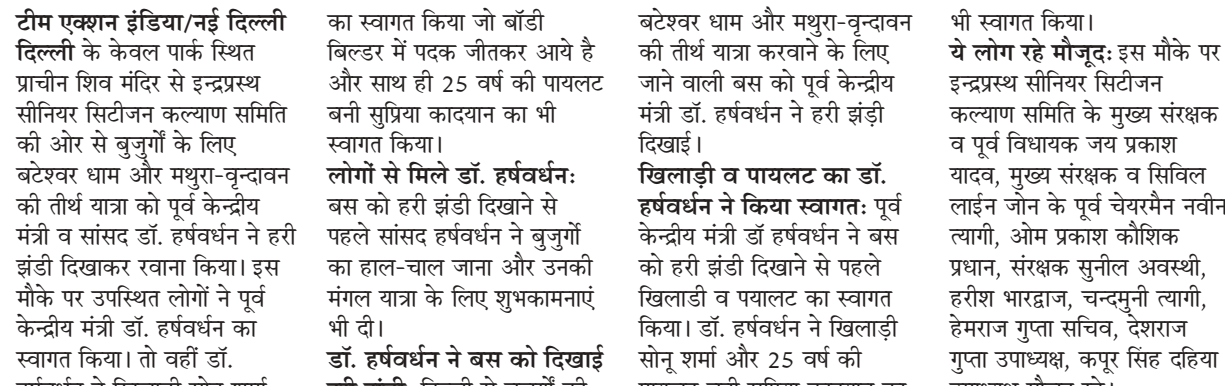 टीम एक्शन इंडिया/नई दिल्ली
दिल्ली के केवल पार्क स्थित
प्राचीन शिव मंदिर से इन्द्रप्रस्थ
सीनियर सिटीजन कल्याण समिति
की ओर से बुजुर्गों के लिए
बटेश्वर धाम और मथुरा-वृन्दावन
की तीर्थ यात्रा को पूर्व केन्द्रीय
मंत्री व सांसद डॉ. हर्षवर्धन ने हरी
झंडी दिखाकर रवाना किया। इस
मौके पर उपस्थित लोगों ने पूर्व
केन्द्रीय मंत्री डॉ. हर्षवर्धन का
स्वागत किया। तो वहीं डॉ.
का स्वागत किया जो बॉडी
बिल्डर में पदक जीतकर आये है
और साथ ही 25 वर्ष की पायलट
बनी सुप्रिया कादयान का भी
स्वागत किया।
लोगों से मिले डॉ. हर्षवर्धनः
बस को हरी झंडी दिखाने से
पहले सांसद हर्षवर्धन ने बुजुर्गो
का हाल-चाल जाना और उनकी
मंगल यात्रा के लिए शुभकामनाएं
भी दी।
डॉ. हर्षवर्धन ने बस को दिखाई
बटेश्वर धाम और मथुरा-वृन्दावन
की तीर्थ यात्रा करवाने के लिए
जाने वाली बस को पूर्व केन्द्रीय
मंत्री डॉ. हर्षवर्धन ने हरी झंड़ी
दिखाई।
खिलाड़ी व पायलट का डॉ.
हर्षवर्धन ने किया स्वागतः पूर्व
केन्द्रीय मंत्री डॉ हर्षवर्धन ने बस
को हरी झंडी दिखाने से पहले
खिलाडी व पयालट का स्वागत
किया। डॉ. हर्षवर्धन ने खिलाड़ी
सोनू शर्मा और 25 वर्ष की
भी स्वागत किया।
ये लोग रहे मौजूदः इस मौके पर
इन्द्रप्रस्थ सीनियर सिटीजन
कल्याण समिति के मुख्य संरक्षक
व पूर्व विधायक जय प्रकाश
यादव, मुख्य संरक्षक व सिविल
लाईन जोन के पूर्व चेयरमैन नवीन
त्यागी, ओम प्रकाश कौशिक
प्रधान, संरक्षक सुनील अवस्थी,
हरीश भारद्वाज, चन्दमुनी त्यागी,
हेमराज गुप्ता सचिव, देशराज
गुप्ता उपाध्यक्ष, कपूर सिंह दहिया